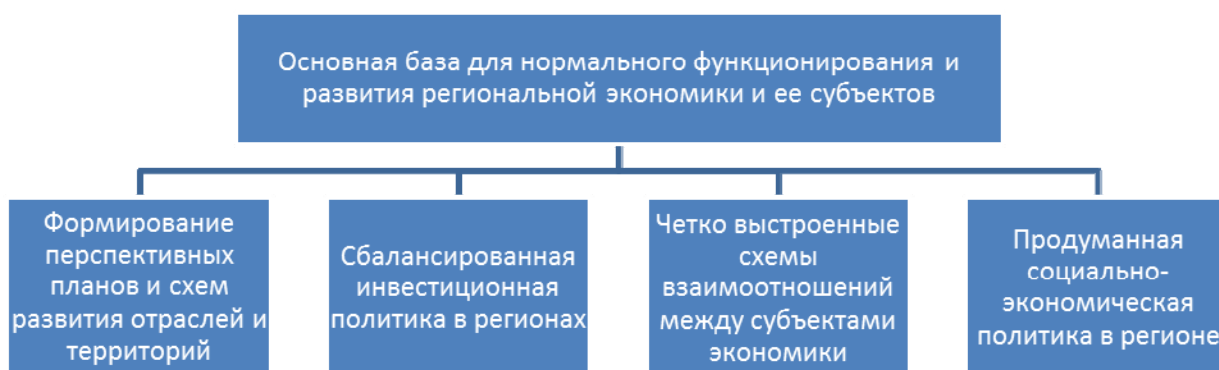 Основная база для нормального функционирования и
развития региональной экономики и ее субъектов
Формирование
перспективных
планов и схем
развития отраслей и
территорий
Сбалансированная
инвестиционная
политика в регионах
Четко выстроенные
схемы
взаимоотношений
между субъектами
экономики
Продуманная
социально-
экономическая
политика в регионе